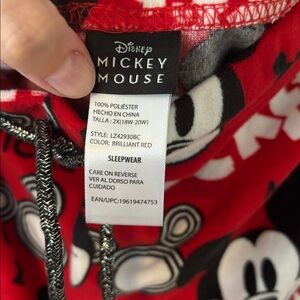 Disney
MICKEY
MOUSE
100% POLIÉSTER
HECHO EN CHINA
TALLA : 2X(18W-20W)
STYLE: LZ42930BC
COLOR: BRILLIANT RED
SLEEPWEAR
CARE ON REVERSE
VER AL DORSO PARA
CUIDADO
EAN/UPC:19619474753